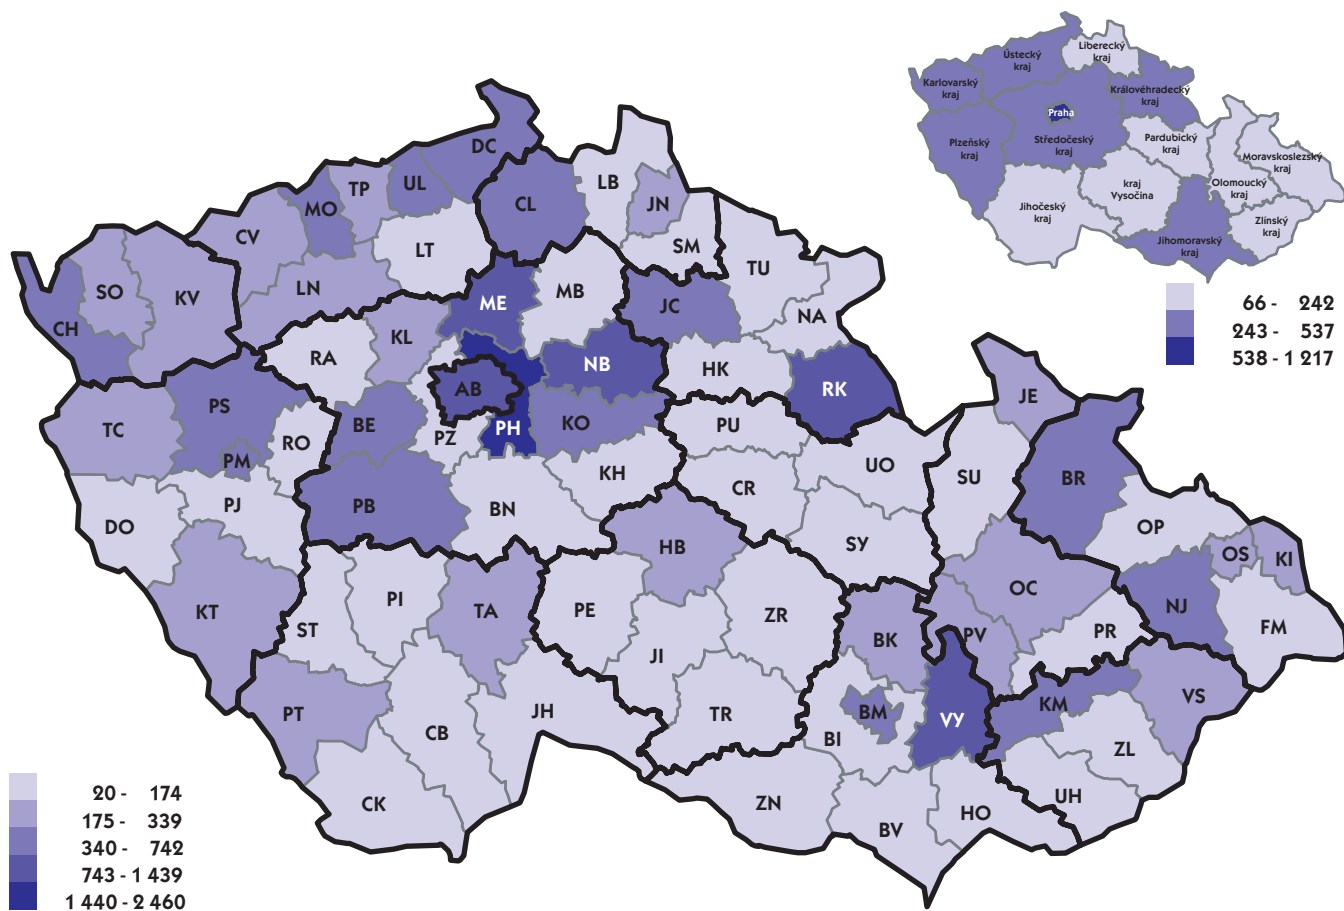 Liberecký
kraj
Ústecký
kraj
Karlovarský
kraj
Královéhradecký
kraj
Praha
Středočeský
kraj
Plzeňský
kraj
Pardubický
kraj
Moravskoslezský
kraj
kraj
Vysočina
Olomoucký
kraj
Jihočeský
kraj
Zlínský
kraj
Jihomoravský
kraj
66 - 242
243 - 537
538 - 1 217
DC
TP
UL
MO
LB
CL
JN
CV
LT
SM
TU
SO
KV
LN
ME
MB
JC
NA
CH
KL
RA
NB
HK
AB
RK
JE
PS
BE
TC
RO
PZ
PH
KO
PU
PM
KH
UO
SU
BR
CR
PB
BN
PJ
DO
OP
HB
SY
OS
KI
OC
PI
TA
PE
NJ
KT
ST
ZR
FM
PV
PR
BK
JI
VS
PT
JH
TR
KM
BM
VY
CB
BI
ZL
CK
ZN
BV
HO
UH
20 - 174
175 - 339
340 - 742
743 - 1 439
1 440 - 2 460